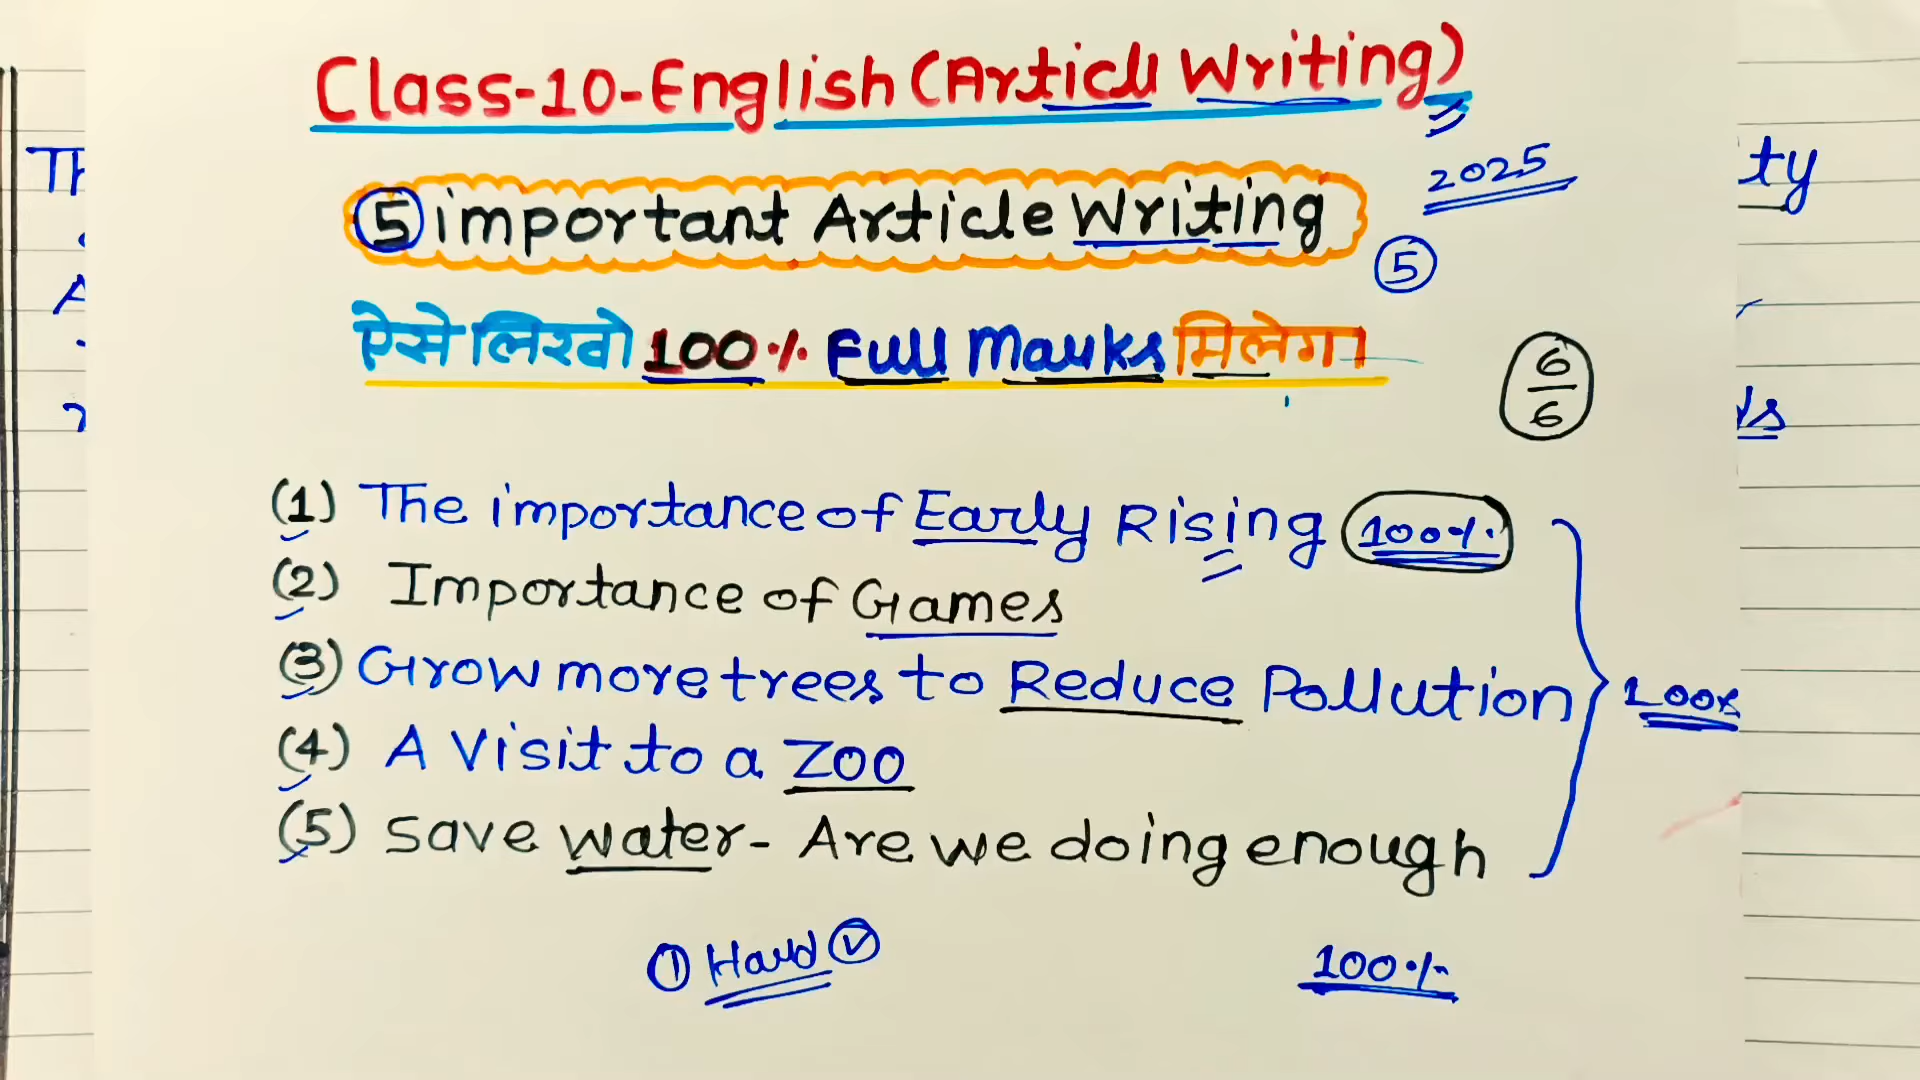 Class-10-English (Article Writing)
2025
5 important Article Writing
5
ऐसे लिखो 100% Full Marks मिलेगा
6/6
(1) The importance of Early Rising 100%
(2) Importance of Games
(3) Grow more trees to Reduce Pollution
100%
(4) A Visit to a Zoo
(5) Save water - Are we doing enough
① Hard
100%
Th
ty
A